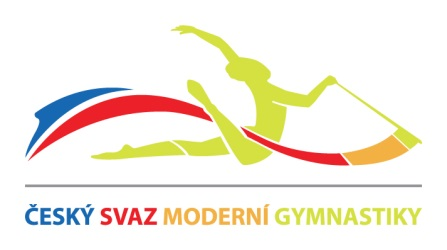 ČESKÝ SVAZ MODERNÍ GYMNASTIKY